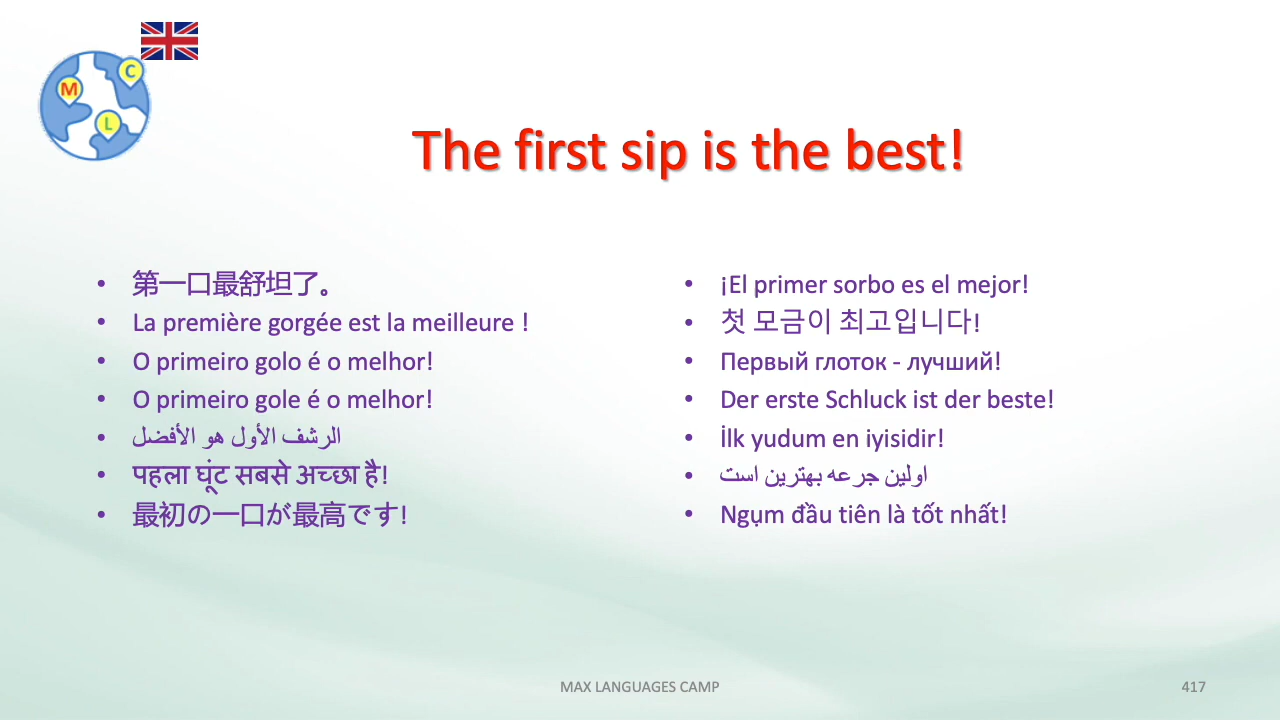 M
C
L
The first sip is the best!
• 第一口最舒坦了。
• La première gorgée est la meilleure !
• O primeiro golo é o melhor!
• O primeiro gole é o melhor!
• الرشف الأول هو الأفضل
• पहला घूंट सबसे अच्छा है!
• 最初の一口が最高です!
• ¡El primer sorbo es el mejor!
• 첫 모금이 최고입니다!
• Первый глоток - лучший!
• Der erste Schluck ist der beste!
• İlk yudum en iyisidir!
• اولین جرعه بهترین است
• Ngụm đầu tiên là tốt nhất!
MAX LANGUAGES CAMP
417